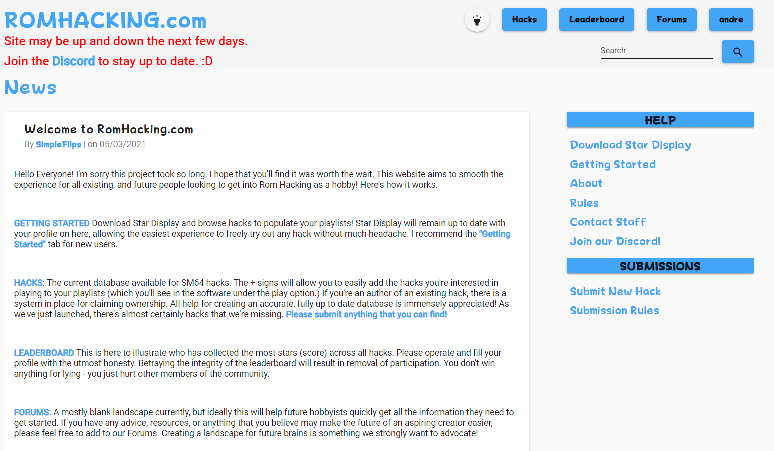 ROMHACKING.com
Hacks
Leaderboard
Forums
andre
Site may be up and down the next few days.
Join the Discord to stay up to date. :D
Search
News
Welcome to RomHacking.com
By SimpleFlips | on 05/03/2021
Hello Everyone! I'm sorry this project took so long. I hope that you'll find it was worth the wait. This website aims to smooth the
experience for all existing, and future people looking to get into Rom Hacking as a hobby! Here's how it works.
GETTING STARTED Download Star Display and browse hacks to populate your playlists! Star Display will remain up to date with
your profile on here, allowing the easiest experience to freely try out any hack without much headache. I recommend the "Getting
Started" tab for new users.
HACKS: The current database available for SM64 hacks. The + signs will allow you to easily add the hacks you're interested in
playing to your playlists (which you'll see in the software under the play option.) If you're an author of an existing hack, there is a
system in place for claiming ownership. All help for creating an accurate, fully up to date database is immensely appreciated! As
we've just launched, there's almost certainly hacks that we're missing. Please submit anything that you can find!
LEADERBOARD This is here to illustrate who has collected the most stars (score) across all hacks. Please operate and fill your
profile with the utmost honesty. Betraying the integrity of the leaderboard will result in removal of participation. You don't win
anything for lying - you just hurt other members of the community.
FORUMS: A mostly blank landscape currently, but ideally this will help future hobbyists quickly get all the information they need to
get started. If you have any advice, resources, or anything that you believe may make the future of an aspiring creator easier,
please feel free to add to our Forums. Creating a landscape for future brains is something we strongly want to advocate!
HELP
Download Star Display
Getting Started
About
Rules
Contact Staff
Join our Discord!
SUBMISSIONS
Submit New Hack
Submission Rules